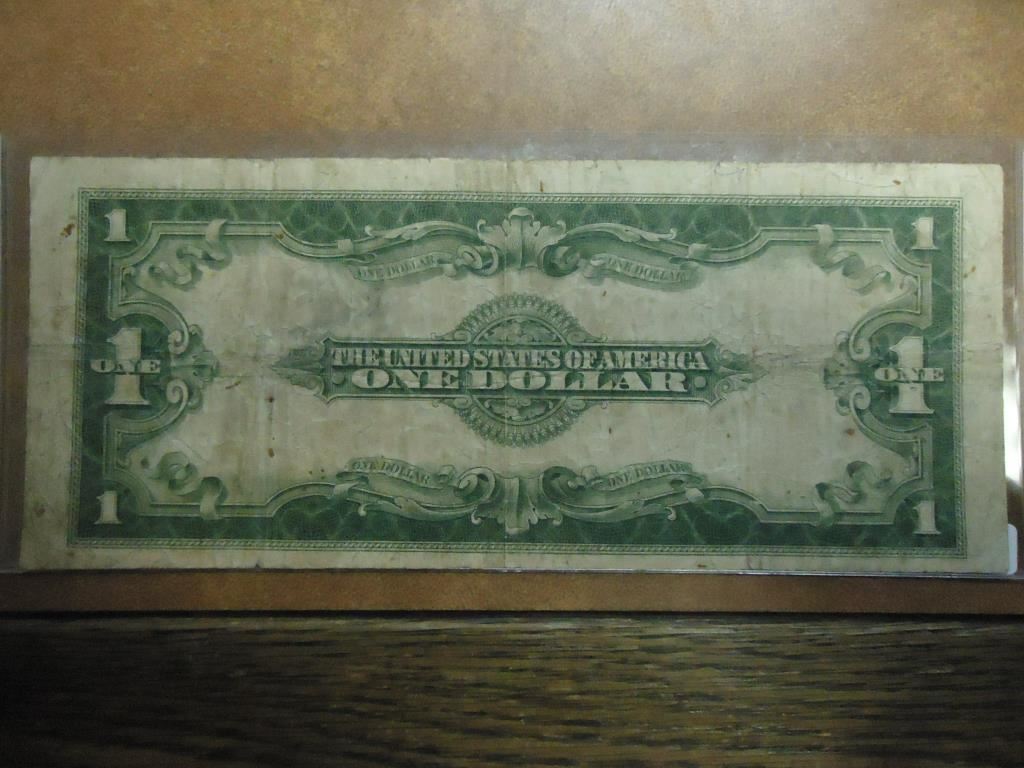 1 1
ONE DOLLAR ONE DOLLAR
THE UNITED STATES OF AMERICA
1 ONE 1 ONE
ONE DOLLAR
ONE DOLLAR ONE DOLLAR
1 1